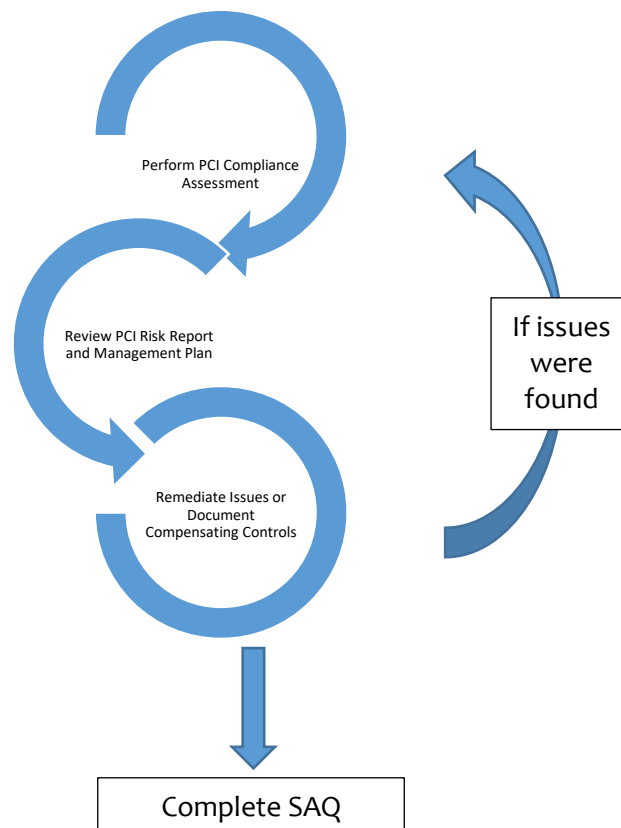 Perform PCI Compliance
Assessment
Review PCI Risk Report
and Management Plan
If issues
were
found
Remediate Issues or
Document
Compensating Controls
Complete SAQ